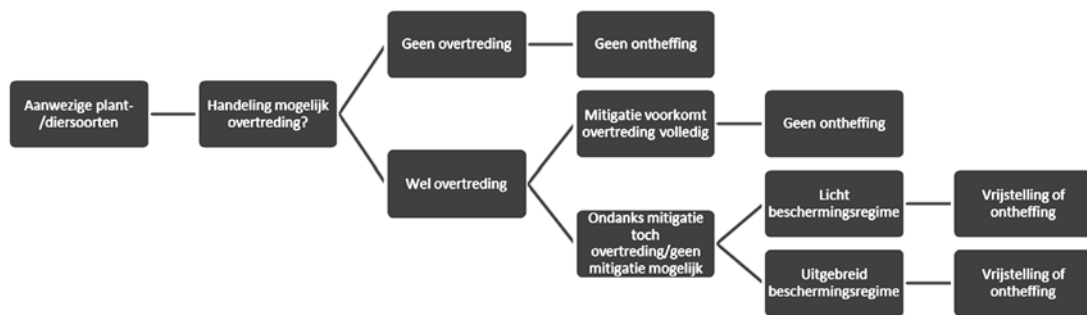 Aanwezige plant-
/diersoorten
Handeling mogelijk
overtreding?
Geen overtreding
Geen ontheffing
Wel overtreding
Mitigatie voorkomt
overtreding volledig
Geen ontheffing
Ondanks mitigatie
toch
overtreding/geen
mitigatie mogelijk
Licht
beschermingsregime
Vrijstelling of
ontheffing
Uitgebreid
beschermingsregime
Vrijstelling of
ontheffing